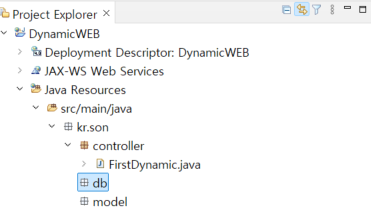 Project Explorer
DynamicWEB
Deployment Descriptor: DynamicWEB
JAX-WS Web Services
Java Resources
src/main/java
kr.son
controller
FirstDynamic.java
db
model